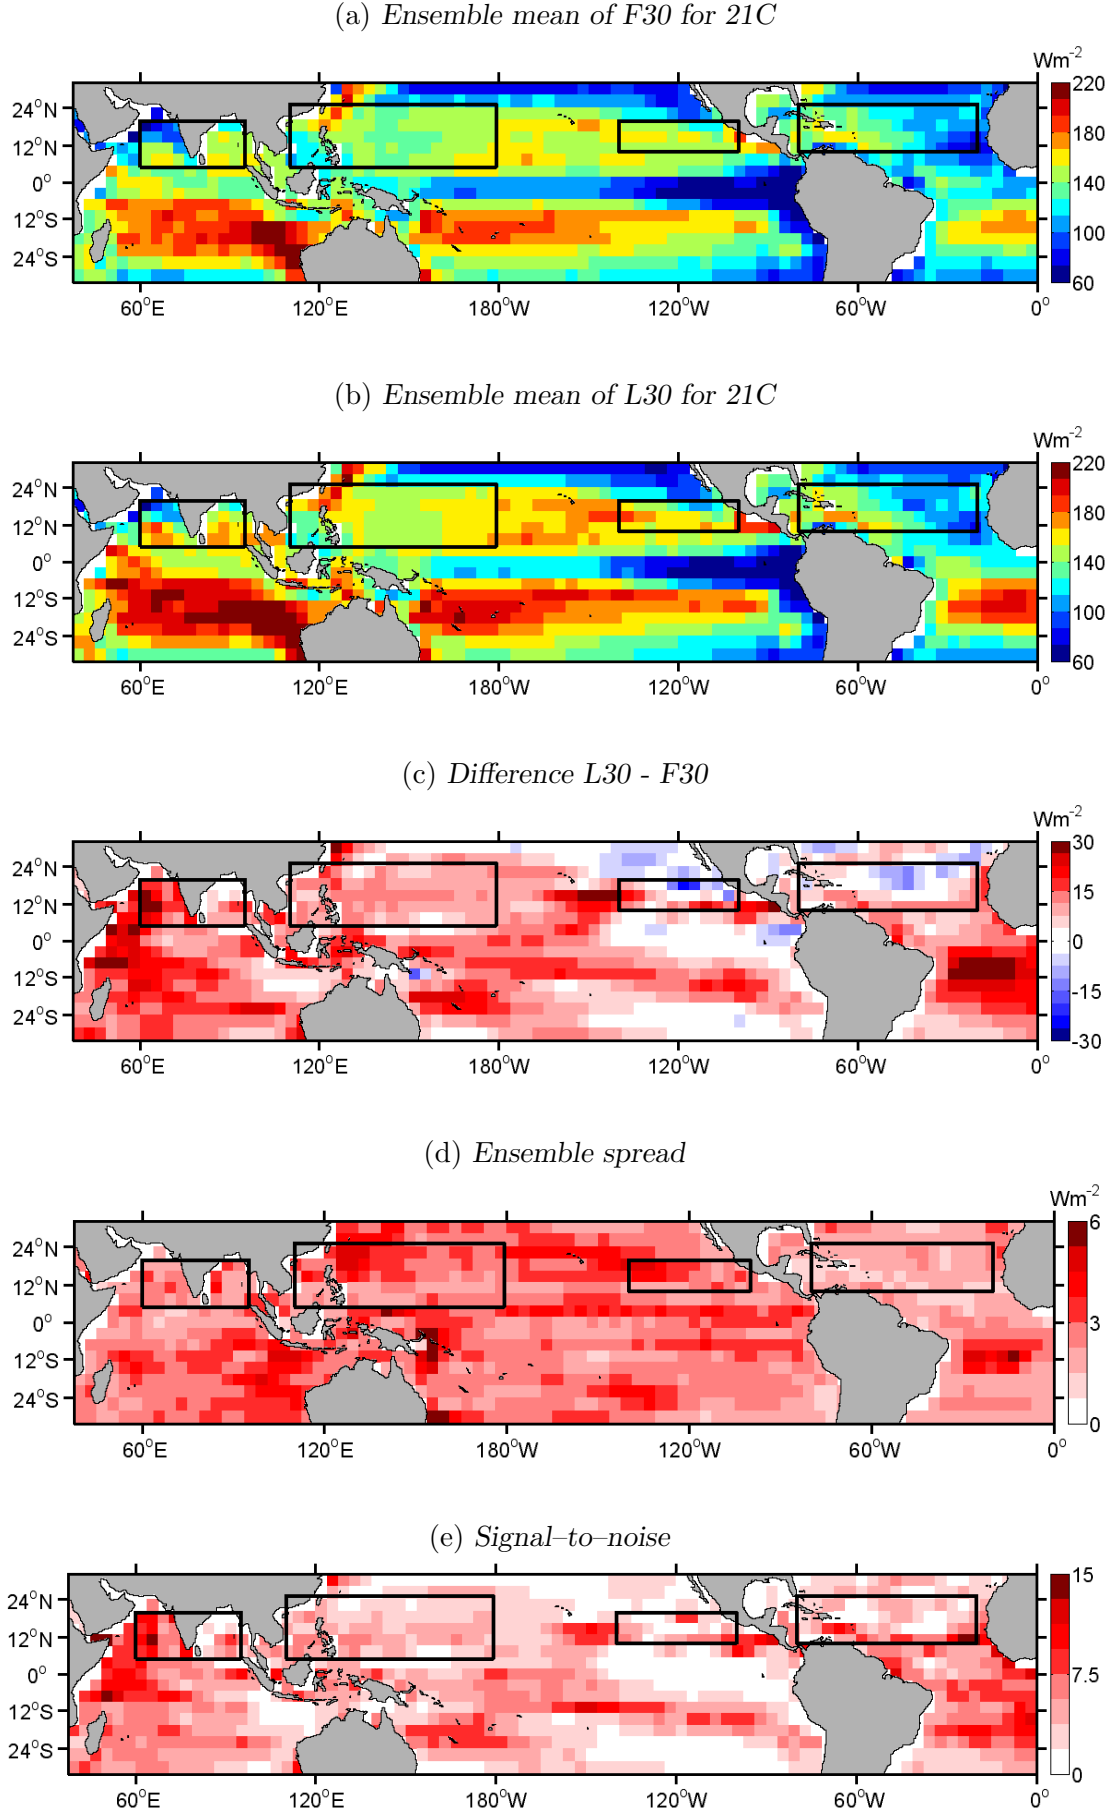 (a) Ensemble mean of F30 for 21C
Wm-2
24°N
12°N
0°
12°S
24°S
60°E 120°E 180°W 120°W 60°W 0°
220
180
140
100
60
(b) Ensemble mean of L30 for 21C
Wm-2
24°N
12°N
0°
12°S
24°S
60°E 120°E 180°W 120°W 60°W 0°
220
180
140
100
60
(c) Difference L30 - F30
Wm-2
24°N
12°N
0°
12°S
24°S
60°E 120°E 180°W 120°W 60°W 0°
30
15
0
-15
-30
(d) Ensemble spread
Wm-2
24°N
12°N
0°
12°S
24°S
60°E 120°E 180°W 120°W 60°W 0°
6
3
0
(e) Signal–to–noise
24°N
12°N
0°
12°S
24°S
60°E 120°E 180°W 120°W 60°W 0°
15
7.5
0